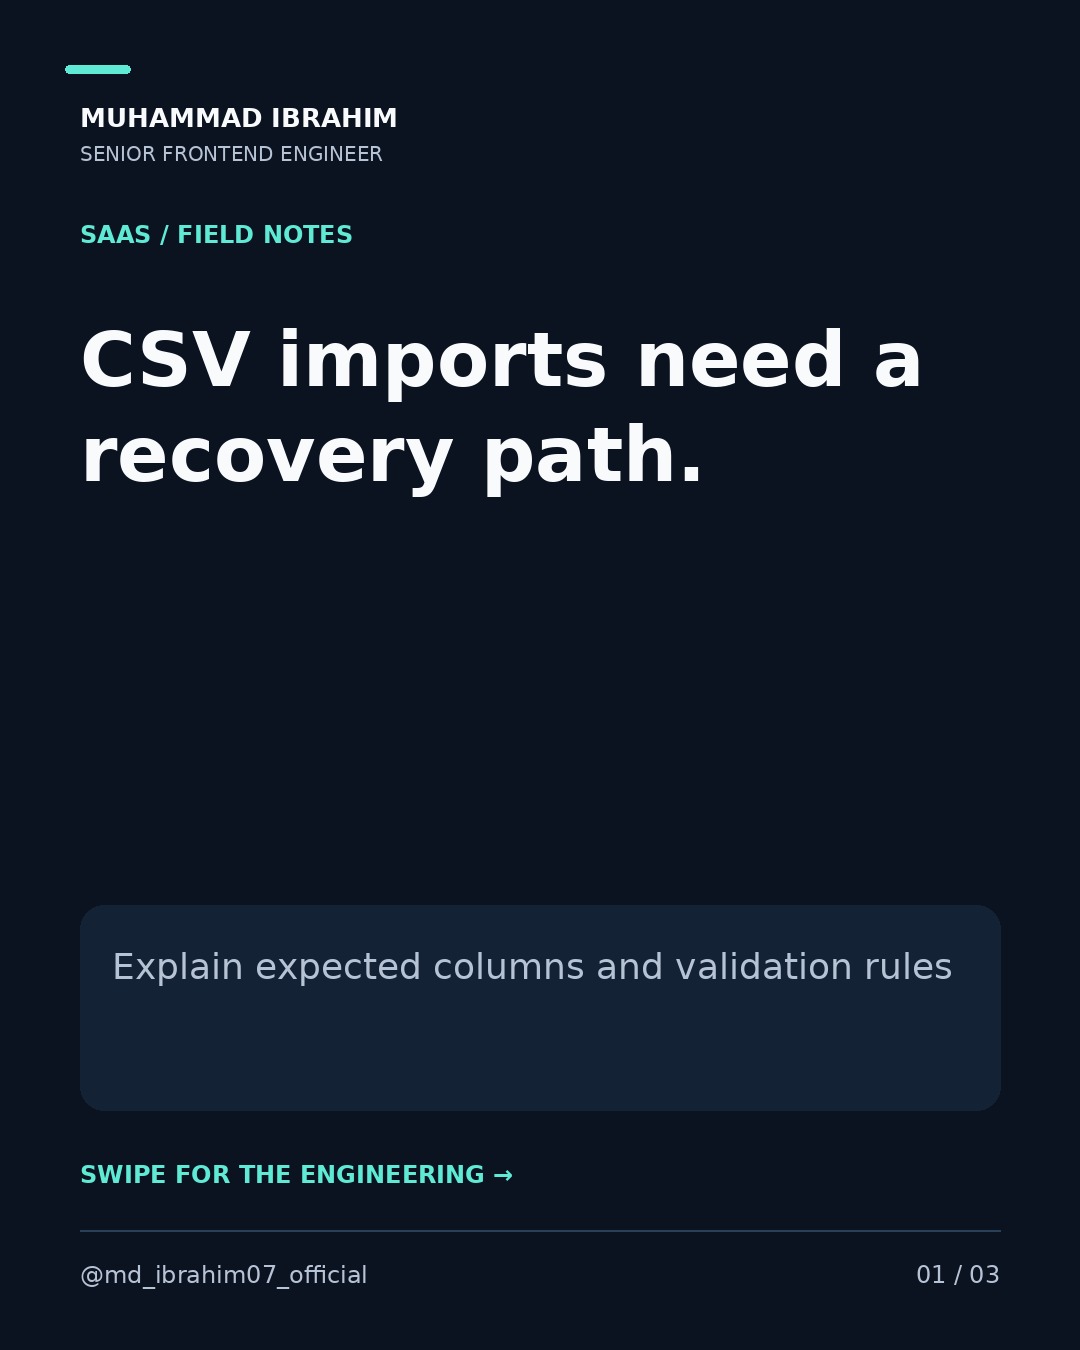 MUHAMMAD IBRAHIM
SENIOR FRONTEND ENGINEER
SAAS / FIELD NOTES
CSV imports need a
recovery path.
Explain expected columns and validation rules
SWIPE FOR THE ENGINEERING →
@md_ibrahim07_official
01 / 03